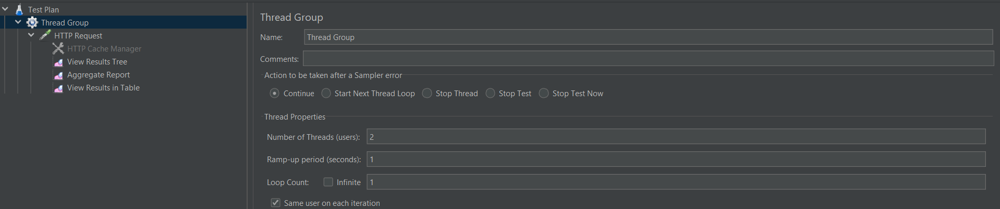 Test Plan
Thread Group
HTTP Request
HTTP Cache Manager
View Results Tree
Aggregate Report
View Results in Table
Thread Group
Name: Thread Group
Comments:
Action to be taken after a Sampler error
Continue Start Next Thread Loop Stop Thread Stop Test Stop Test Now
Thread Properties
Number of Threads (users): 2
Ramp-up period (seconds): 1
Loop Count: Infinite 1
Same user on each iteration